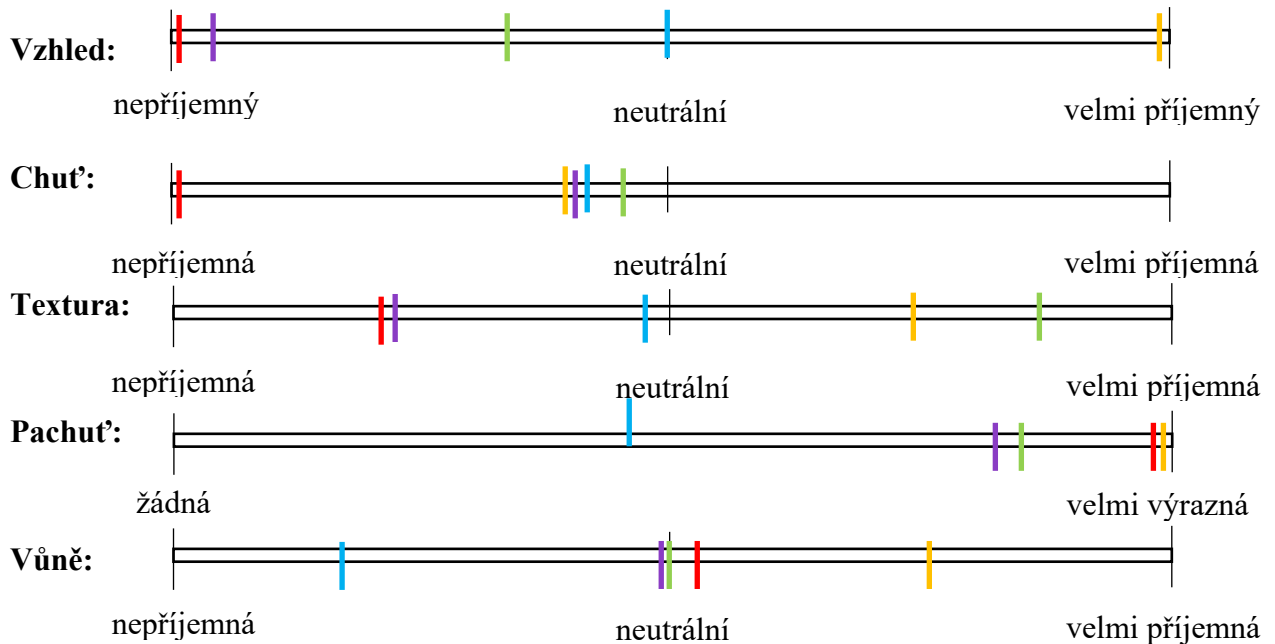 Vzhled:
nepříjemný neutrální velmi příjemný
Chuť:
nepříjemná neutrální velmi příjemná
Textura:
nepříjemná neutrální velmi příjemná
Pachuť:
žádná velmi výrazná
Vůně:
nepříjemná neutrální velmi příjemná